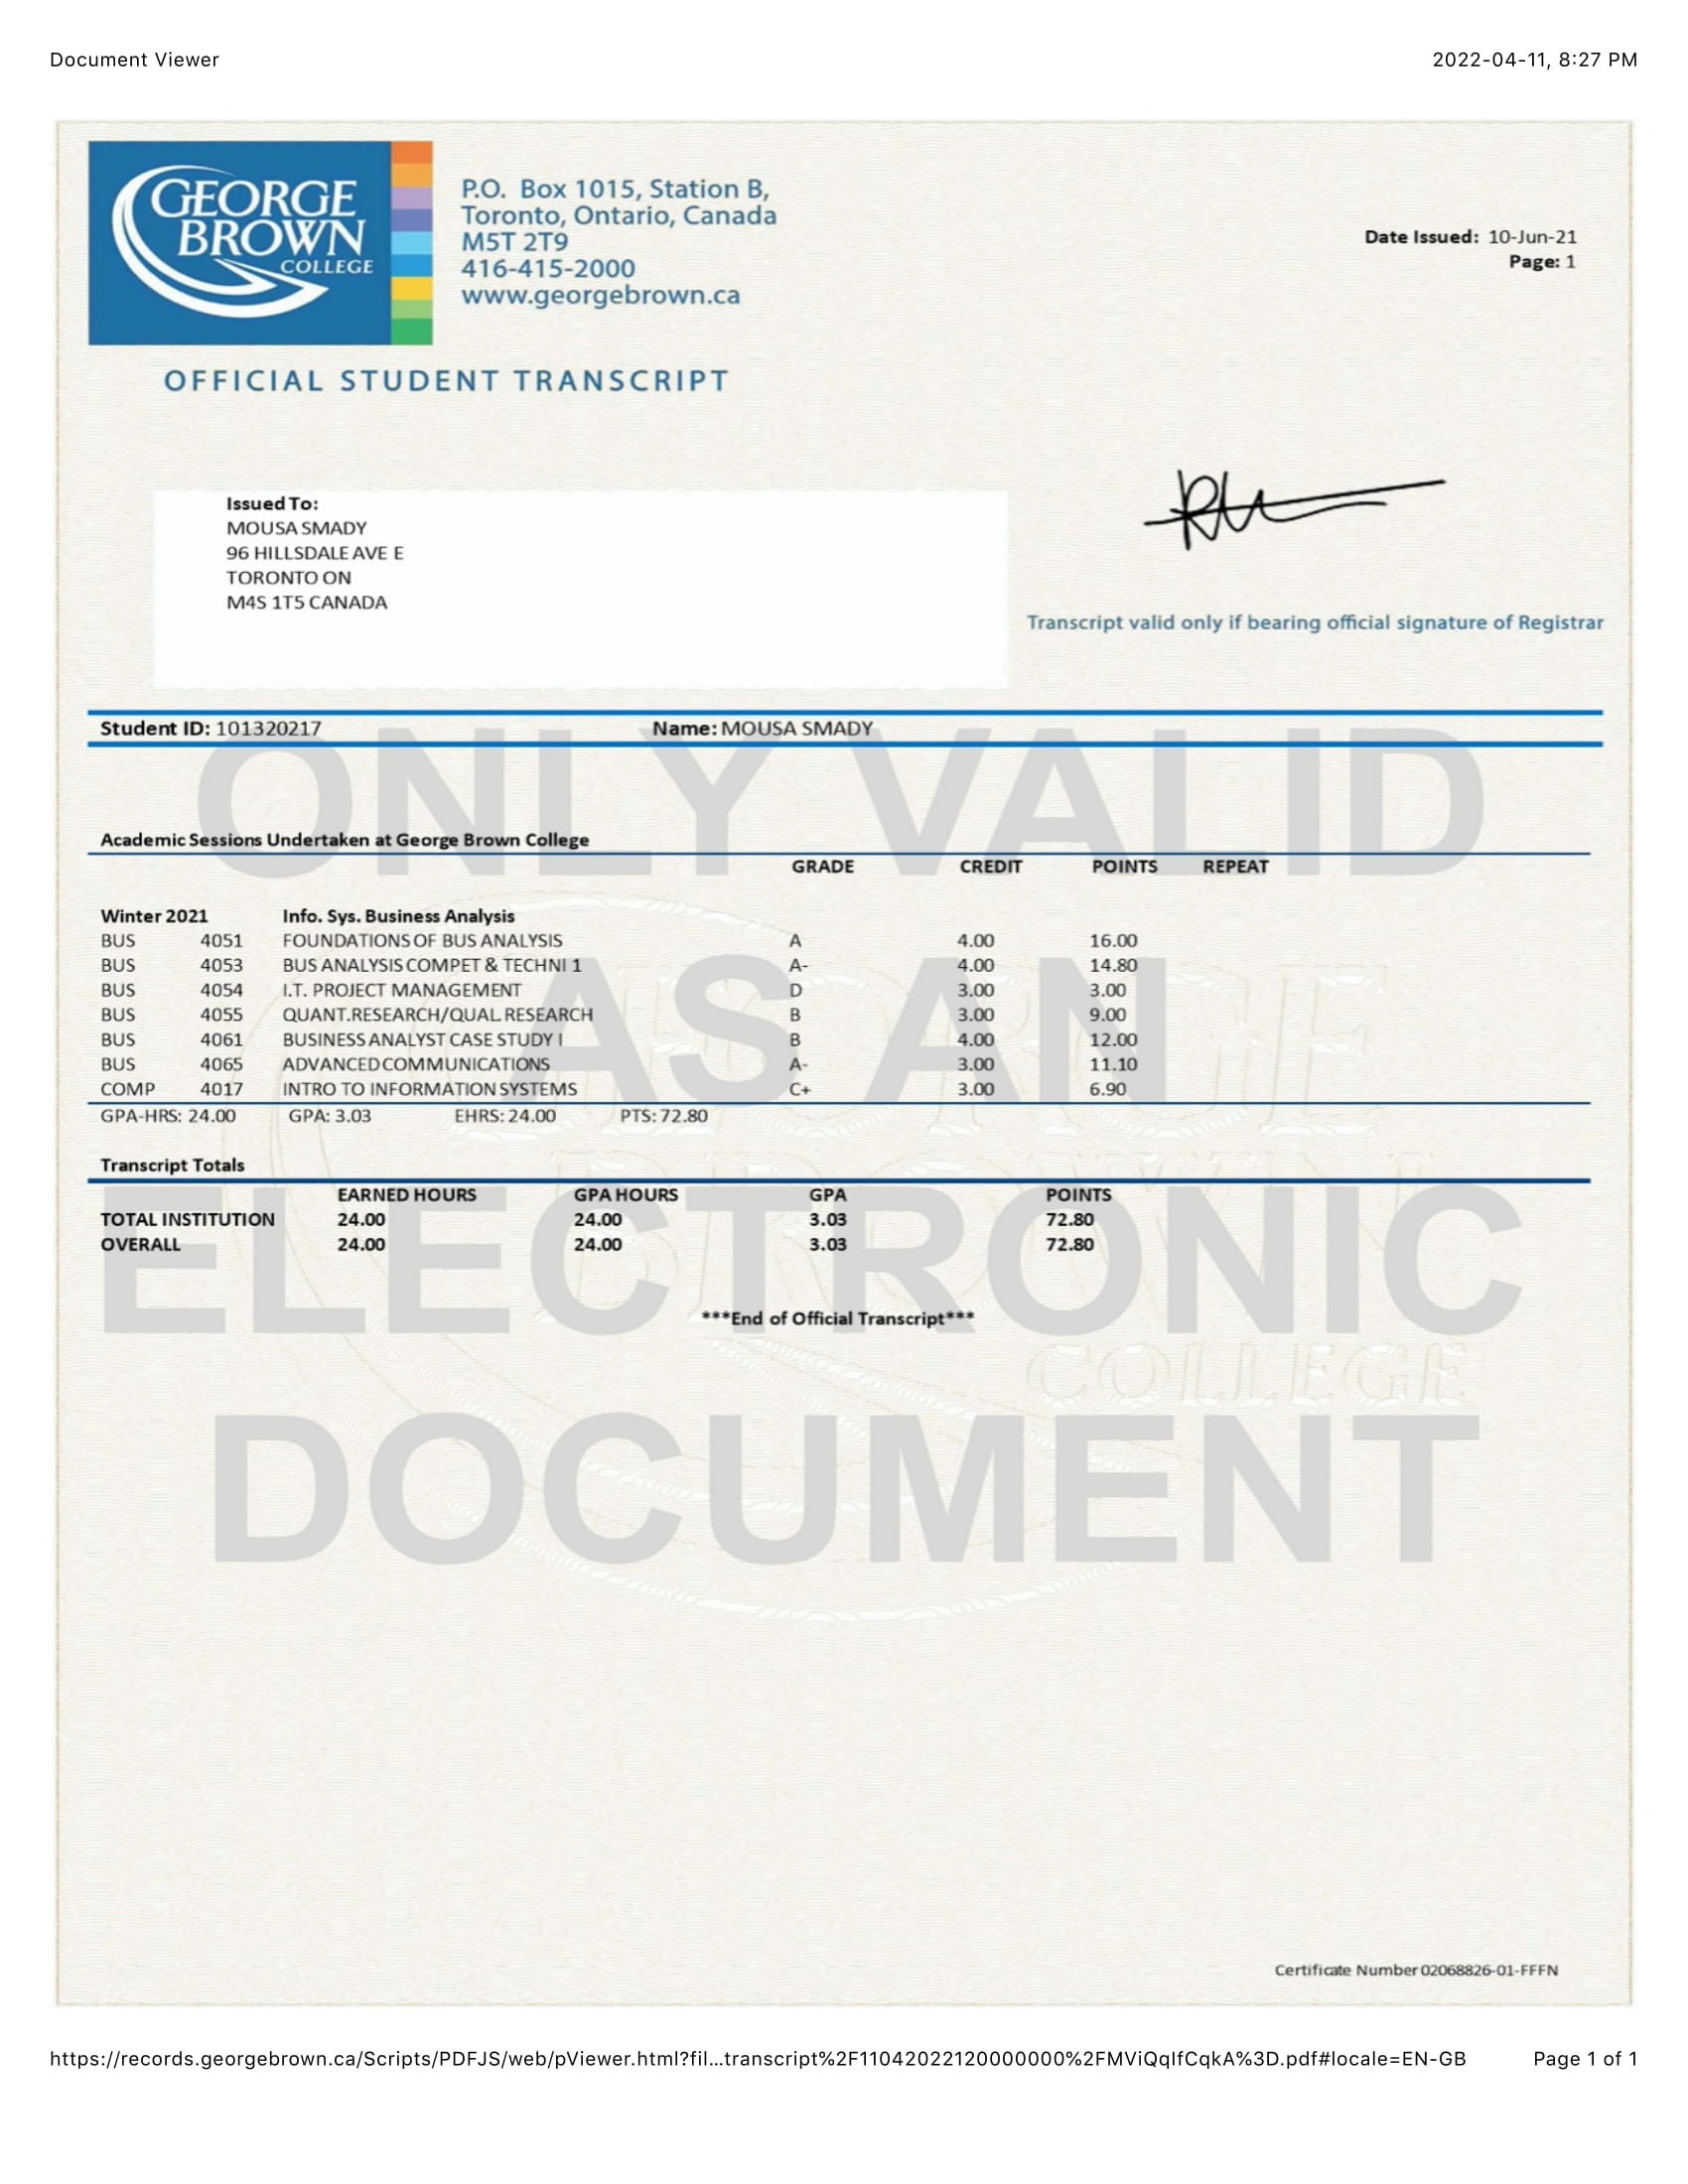 Document Viewer 2022-04-11, 8:27 PM
GEORGE
BROWN
COLLEGE
P.O. Box 1015, Station B,
Toronto, Ontario, Canada
M5T 2T9
416-415-2000
www.georgebrown.ca
Date Issued: 10-Jun-21
Page: 1
OFFICIAL STUDENT TRANSCRIPT
Issued To:
MOUSA SMADY
96 HILLSDALE AVE E
TORONTO ON
M4S 1T5 CANADA
Transcript valid only if bearing official signature of Registrar
Student ID: 101320217 Name: MOUSA SMADY
ONLY VALID
Academic Sessions Undertaken at George Brown College
GRADE CREDIT POINTS REPEAT
Winter 2021 Info. Sys. Business Analysis
BUS 4051 FOUNDATIONS OF BUS ANALYSIS A 4.00 16.00
BUS 4053 BUS ANALYSIS COMPET & TECHNI 1 A- 4.00 14.80
BUS 4054 I.T. PROJECT MANAGEMENT D 3.00 3.00
BUS 4055 QUANT.RESEARCH/QUAL RESEARCH B 3.00 9.00
BUS 4061 BUSINESS ANALYST CASE STUDY I B 4.00 12.00
BUS 4065 ADVANCED COMMUNICATIONS A- 3.00 11.10
COMP 4017 INTRO TO INFORMATION SYSTEMS C+ 3.00 6.90
AS AN
GPA-HRS: 24.00 GPA: 3.03 EHRS: 24.00 PTS: 72.80
Transcript Totals
EARNED HOURS GPA HOURS GPA POINTS
TOTAL INSTITUTION 24.00 24.00 3.03 72.80
OVERALL 24.00 24.00 3.03 72.80
ELECTRONIC
***End of Official Transcript***
COLLEGE
DOCUMENT
Certificate Number 02068826-01-FFFN
https://records.georgebrown.ca/Scripts/PDFJS/web/pViewer.html?fil...transcript%2F11042022120000000%2FMViQqIfCqkA%3D.pdf#locale=EN-GB Page 1 of 1